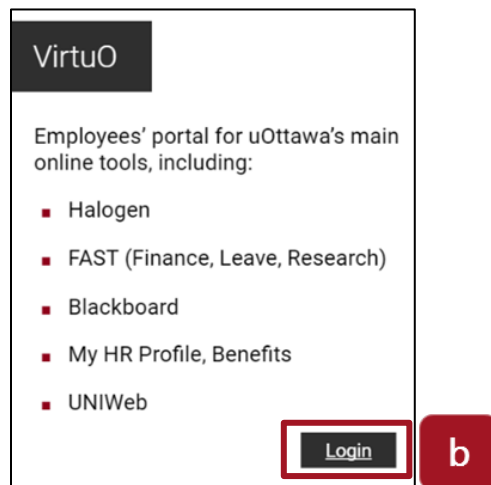 VirtuO
Employees' portal for uOttawa's main
online tools, including:
▪ Halogen
▪ FAST (Finance, Leave, Research)
▪ Blackboard
▪ My HR Profile, Benefits
▪ UNIWeb
Login
b